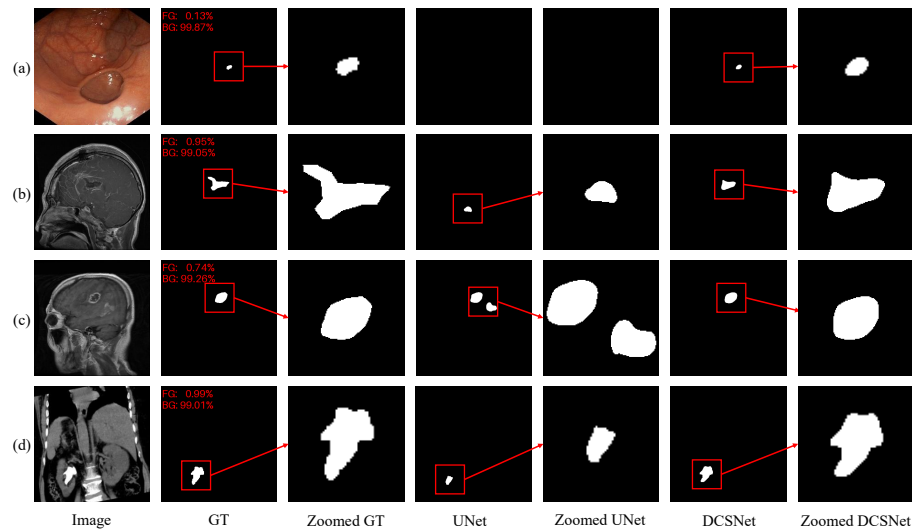 (a)
FG: 0.13%
BG: 99.87%
(b)
FG: 0.95%
BG: 99.05%
(c)
FG: 0.74%
BG: 99.26%
(d)
FG: 0.99%
BG: 99.01%
Image GT Zoomed GT UNet Zoomed UNet DCSNet Zoomed DCSNet